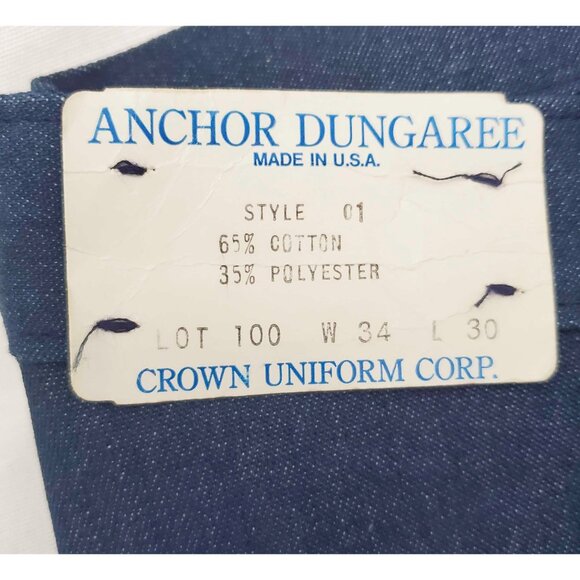 ANCHOR DUNGAREE
MADE IN U.S.A.
STYLE 01
65% COTTON
35% POLYESTER
LOT 100 W 34 L 30
CROWN UNIFORM CORP.